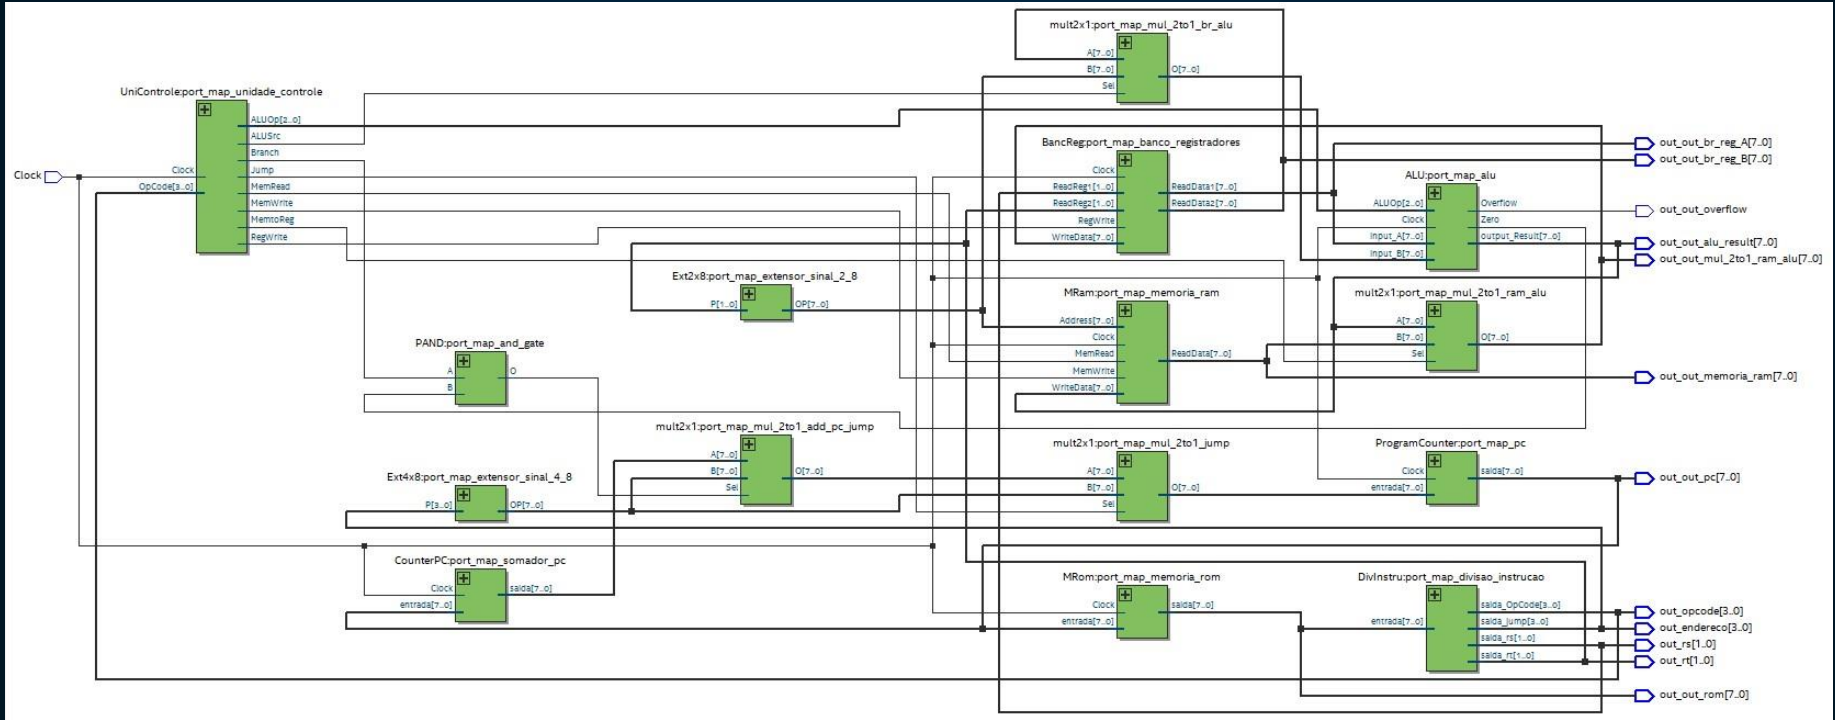 mult2x1:port_map_mul_2to1_br_alu
A[7..0]
B[7..0]
Sel
O[7..0]
UniControle:port_map_unidade_controle
Clock
OpCode[3..0]
ALUOp[2..0]
ALUSrc
Branch
Jump
MemRead
MemWrite
MemtoReg
RegWrite
Clock
BancReg:port_map_banco_registradores
Clock
ReadReg1[1..0]
ReadReg2[1..0]
RegWrite
WriteData[7..0]
ReadData1[7..0]
ReadData2[7..0]
ALU:port_map_alu
ALUOp[2..0]
Clock
Input_A[7..0]
Input_B[7..0]
Overflow
Zero
output_Result[7..0]
out_out_br_reg_A[7..0]
out_out_br_reg_B[7..0]
out_out_overflow
out_out_alu_result[7..0]
out_out_mul_2to1_ram_alu[7..0]
Ext2x8:port_map_extensor_sinal_2_8
P[1..0]
OP[7..0]
MRam:port_map_memoria_ram
Address[7..0]
Clock
MemRead
MemWrite
WriteData[7..0]
ReadData[7..0]
mult2x1:port_map_mul_2to1_ram_alu
A[7..0]
B[7..0]
Sel
O[7..0]
out_out_memoria_ram[7..0]
PAND:port_map_and_gate
A
B
O
mult2x1:port_map_mul_2to1_add_pc_jump
A[7..0]
B[7..0]
Sel
O[7..0]
mult2x1:port_map_mul_2to1_jump
A[7..0]
B[7..0]
Sel
O[7..0]
ProgramCounter:port_map_pc
Clock
entrada[7..0]
saida[7..0]
out_out_pc[7..0]
Ext4x8:port_map_extensor_sinal_4_8
P[3..0]
OP[7..0]
CounterPC:port_map_somador_pc
Clock
entrada[7..0]
saida[7..0]
MRom:port_map_memoria_rom
Clock
entrada[7..0]
saida[7..0]
DivInstru:port_map_divisao_instrucao
entrada[7..0]
saida_OpCode[3..0]
saida_jump[3..0]
saida_rs[1..0]
saida_rt[1..0]
out_opcode[3..0]
out_endereco[3..0]
out_rs[1..0]
out_rt[1..0]
out_out_rom[7..0]